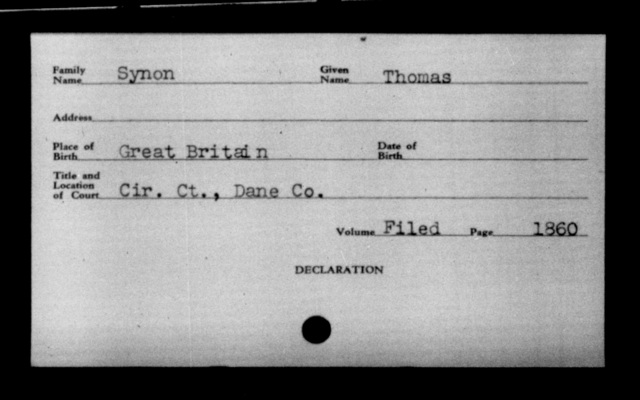 Family Name Synon Given Name Thomas
Address
Place of Birth Great Britain Date of Birth
Title and Location of Court Cir. Ct., Dane Co.
Volume Filed Page 1860
DECLARATION